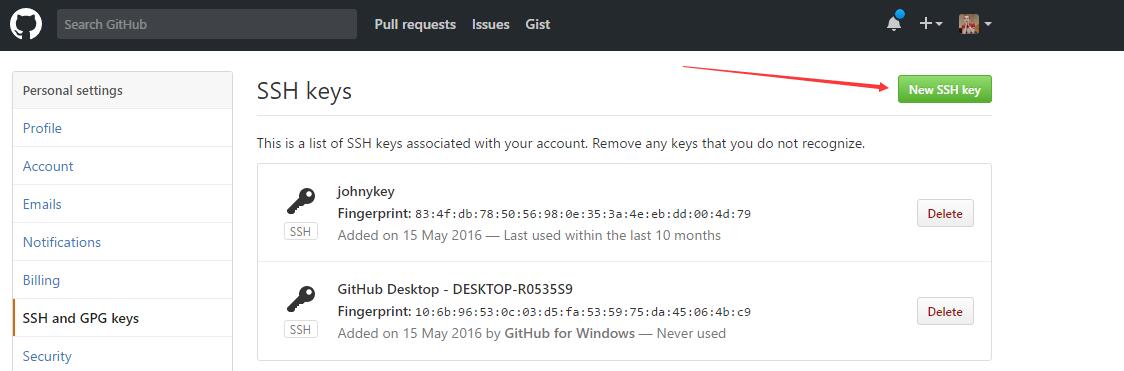 Search GitHub
Pull requests Issues Gist
Personal settings
Profile
Account
Emails
Notifications
Billing
SSH and GPG keys
Security
SSH keys
New SSH key
This is a list of SSH keys associated with your account. Remove any keys that you do not recognize.
johnykey
Fingerprint: 83:4f:db:78:50:56:98:0e:35:3a:4e:eb:dd:00:4d:79
SSH
Added on 15 May 2016 — Last used within the last 10 months
Delete
GitHub Desktop - DESKTOP-R0535S9
Fingerprint: 10:6b:96:53:0c:03:d5:fa:53:59:75:da:45:06:4b:c9
SSH
Added on 15 May 2016 by GitHub for Windows — Never used
Delete